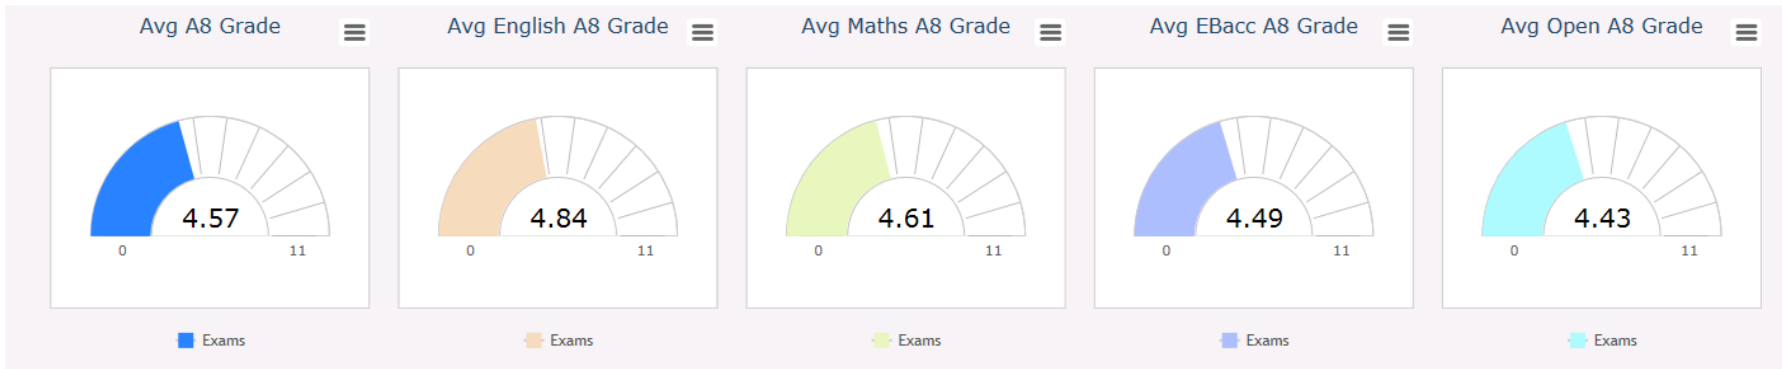 Avg A8 Grade
4.57
0 11
Exams
Avg English A8 Grade
4.84
0 11
Exams
Avg Maths A8 Grade
4.61
0 11
Exams
Avg EBacc A8 Grade
4.49
0 11
Exams
Avg Open A8 Grade
4.43
0 11
Exams